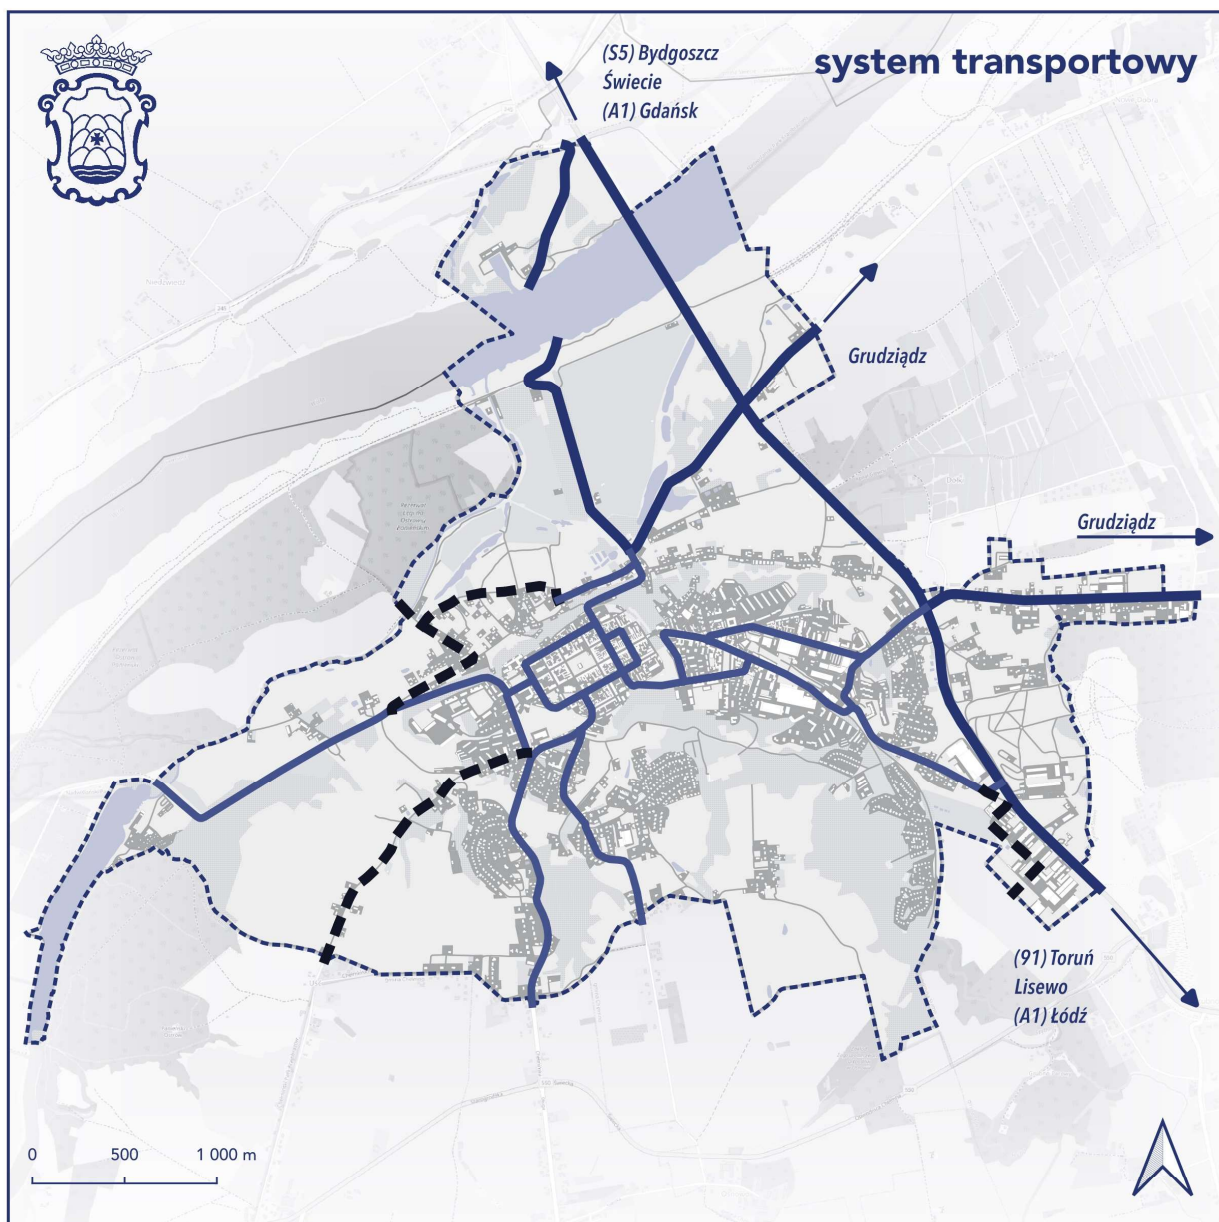 (S5) Bydgoszcz
Świecie
(A1) Gdańsk
system transportowy
Grudziądz
Grudziądz
(91) Toruń
Lisewo
(A1) Łódź
0 500 1 000 m